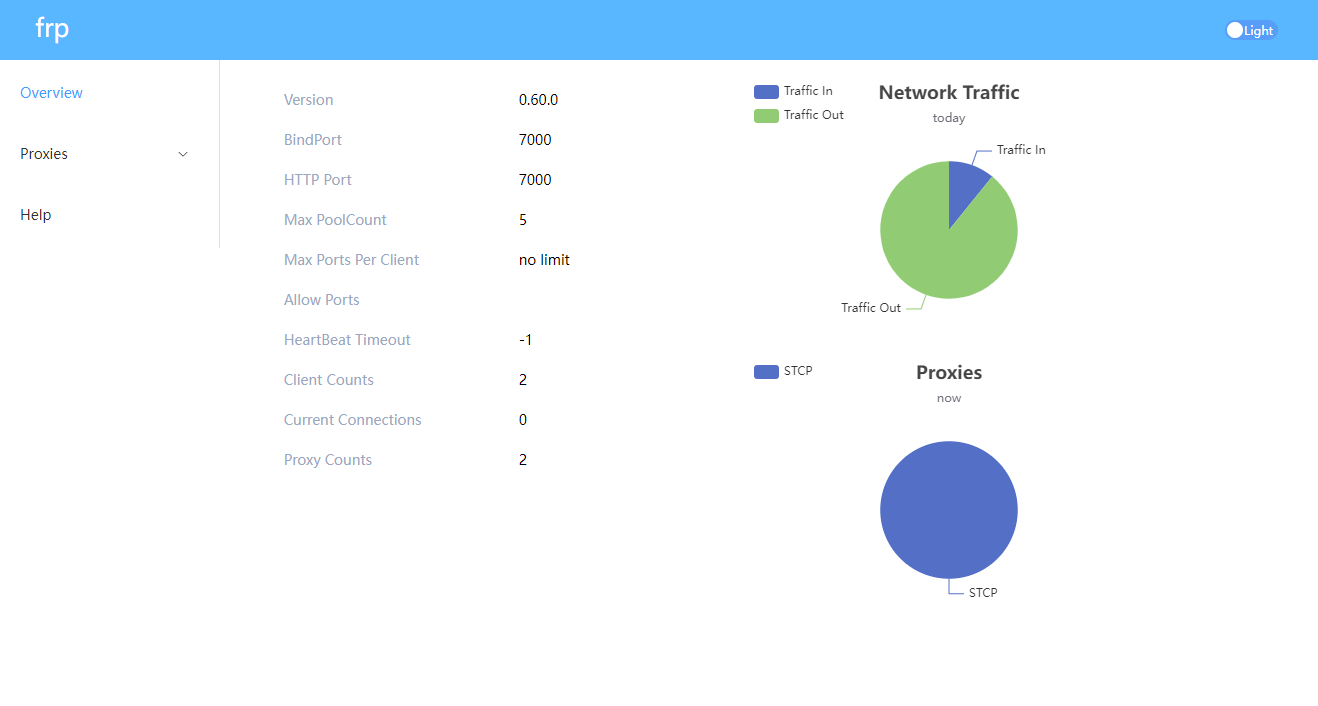 frp
Light
Overview
Proxies
Help
Version 0.60.0
BindPort 7000
HTTP Port 7000
Max PoolCount 5
Max Ports Per Client no limit
Allow Ports
HeartBeat Timeout -1
Client Counts 2
Current Connections 0
Proxy Counts 2
Traffic In
Traffic Out
Network Traffic
today
Traffic In
Traffic Out
STCP
Proxies
now
STCP